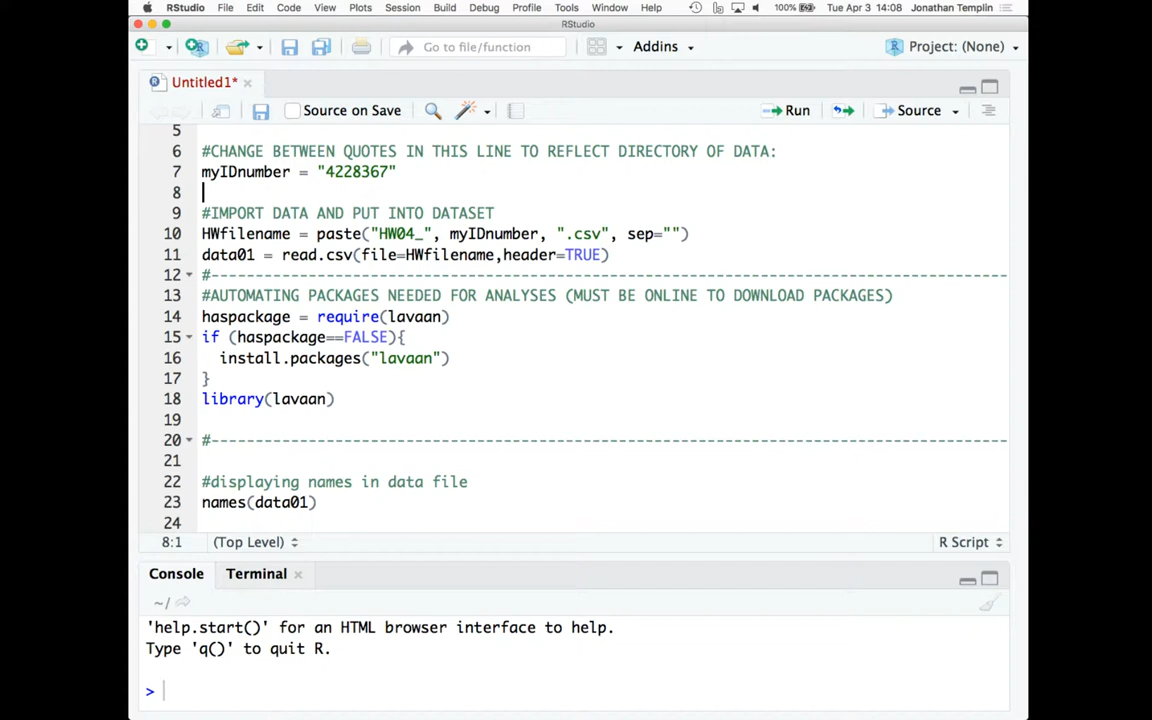 RStudio File Edit Code View Plots Session Build Debug Profile Tools Window Help 100% Tue Apr 3 14:08 Jonathan Templin
RStudio
Go to file/function Addins Project: (None)
Untitled1*
Source on Save Run Source
5
6 #CHANGE BETWEEN QUOTES IN THIS LINE TO REFLECT DIRECTORY OF DATA:
7 myIDnumber = "4228367"
8
9 #IMPORT DATA AND PUT INTO DATASET
10 HWfilename = paste("HW04_", myIDnumber, ".csv", sep="")
11 data01 = read.csv(file=HWfilename,header=TRUE)
12 #------------------------------------------------------------------------------------------
13 #AUTOMATING PACKAGES NEEDED FOR ANALYSES (MUST BE ONLINE TO DOWNLOAD PACKAGES)
14 haspackage = require(lavaan)
15 if (haspackage==FALSE){
16   install.packages("lavaan")
17 }
18 library(lavaan)
19
20 #------------------------------------------------------------------------------------------
21
22 #displaying names in data file
23 names(data01)
24
8:1 (Top Level) R Script
Console Terminal
~/
'help.start()' for an HTML browser interface to help.
Type 'q()' to quit R.
>